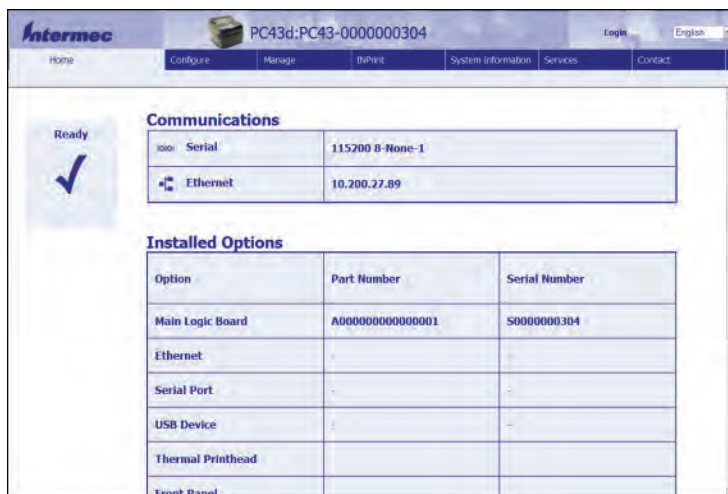 Intermec
PC43d:PC43-0000000304
Login
English
Home
Configure
Manage
INPrint
System Information
Services
Contact
Ready
Communications
Serial
115200 8-None-1
Ethernet
10.200.27.89
Installed Options
Option
Part Number
Serial Number
Main Logic Board
A000000000000001
S0000000304
Ethernet
-
-
Serial Port
-
-
USB Device
-
-
Thermal Printhead
Front Panel